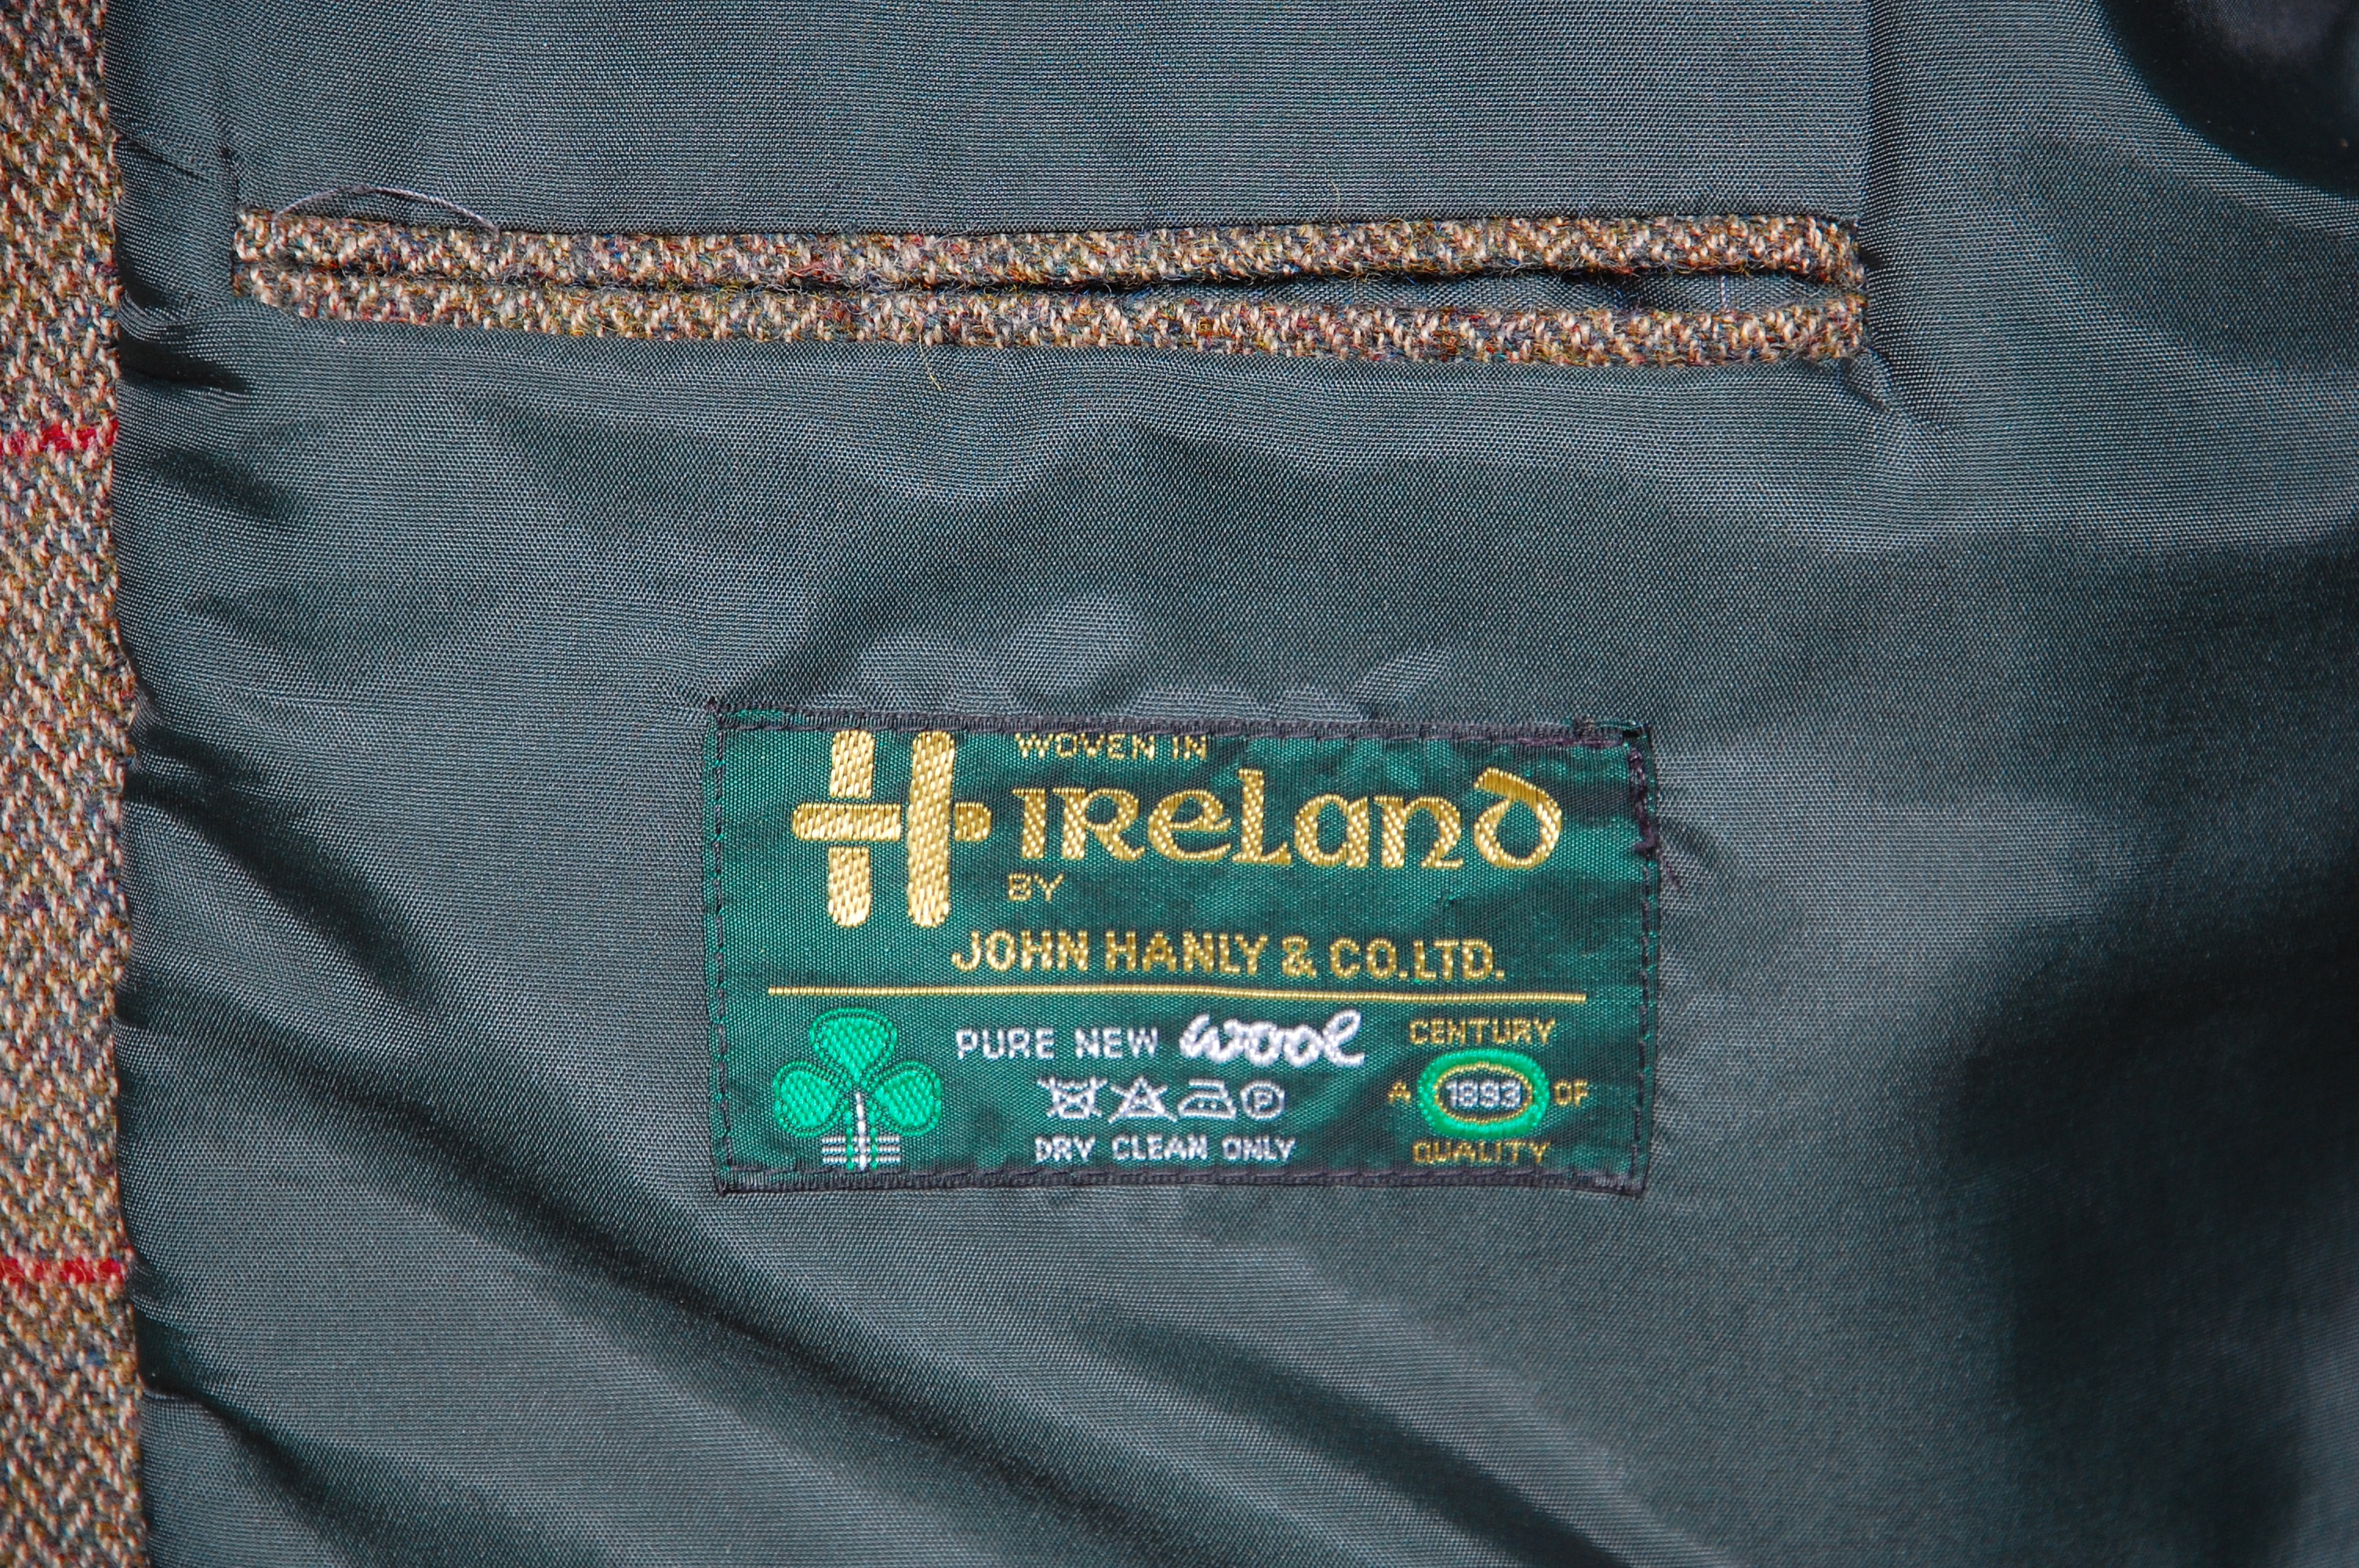 H
WOVEN IN
IRELAND
BY
JOHN HANLY & CO.LTD.
PURE NEW wool
P
DRY CLEAN ONLY
CENTURY
A 1893 OF
QUALITY